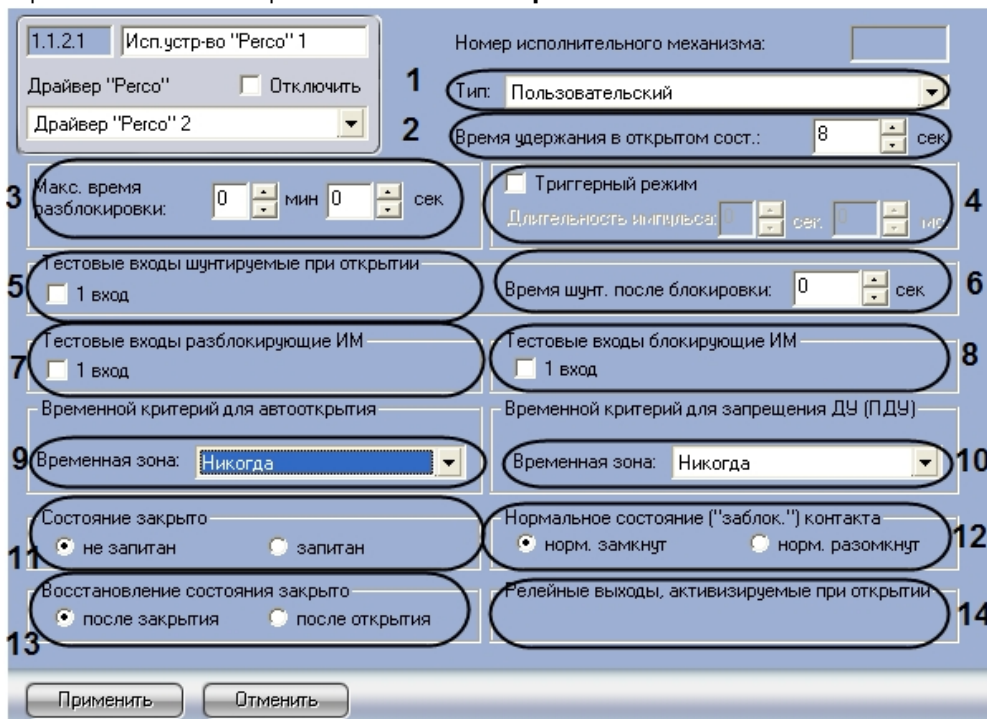 1.1.2.1 Исп.устр-во "Perco" 1
Номер исполнительного механизма:
Драйвер "Perco" Отключить
1 Тип: Пользовательский
Драйвер "Perco" 2
2 Время удержания в открытом сост.: 8 сек
3 Макс. время разблокировки: 0 мин 0 сек
Триггерный режим 4
Длительность импульса: 0 сек 0 мс
Тестовые входы шунтируемые при открытии
5 1 вход
Время шунт. после блокировки: 0 сек 6
Тестовые входы разблокирующие ИМ
7 1 вход
Тестовые входы блокирующие ИМ
1 вход 8
Временной критерий для автооткрытия
9 Временная зона: Никогда
Временной критерий для запрещения ДУ (ПДУ)
Временная зона: Никогда 10
Состояние закрыто
11 не запитан запитан
Нормальное состояние ("заблок.") контакта
норм. замкнут норм. разомкнут 12
Восстановление состояния закрыто
13 после закрытия после открытия
Релейные выходы, активизируемые при открытии
14
Применить Отменить